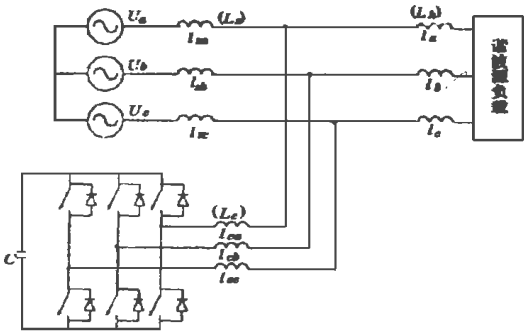 Ua (Ls) (Lh)
Isa Ia
Ub
Isb Ib
Uc
Isc Ic
谐波源负载
(Lc)
Ica
Icb
C
Icc